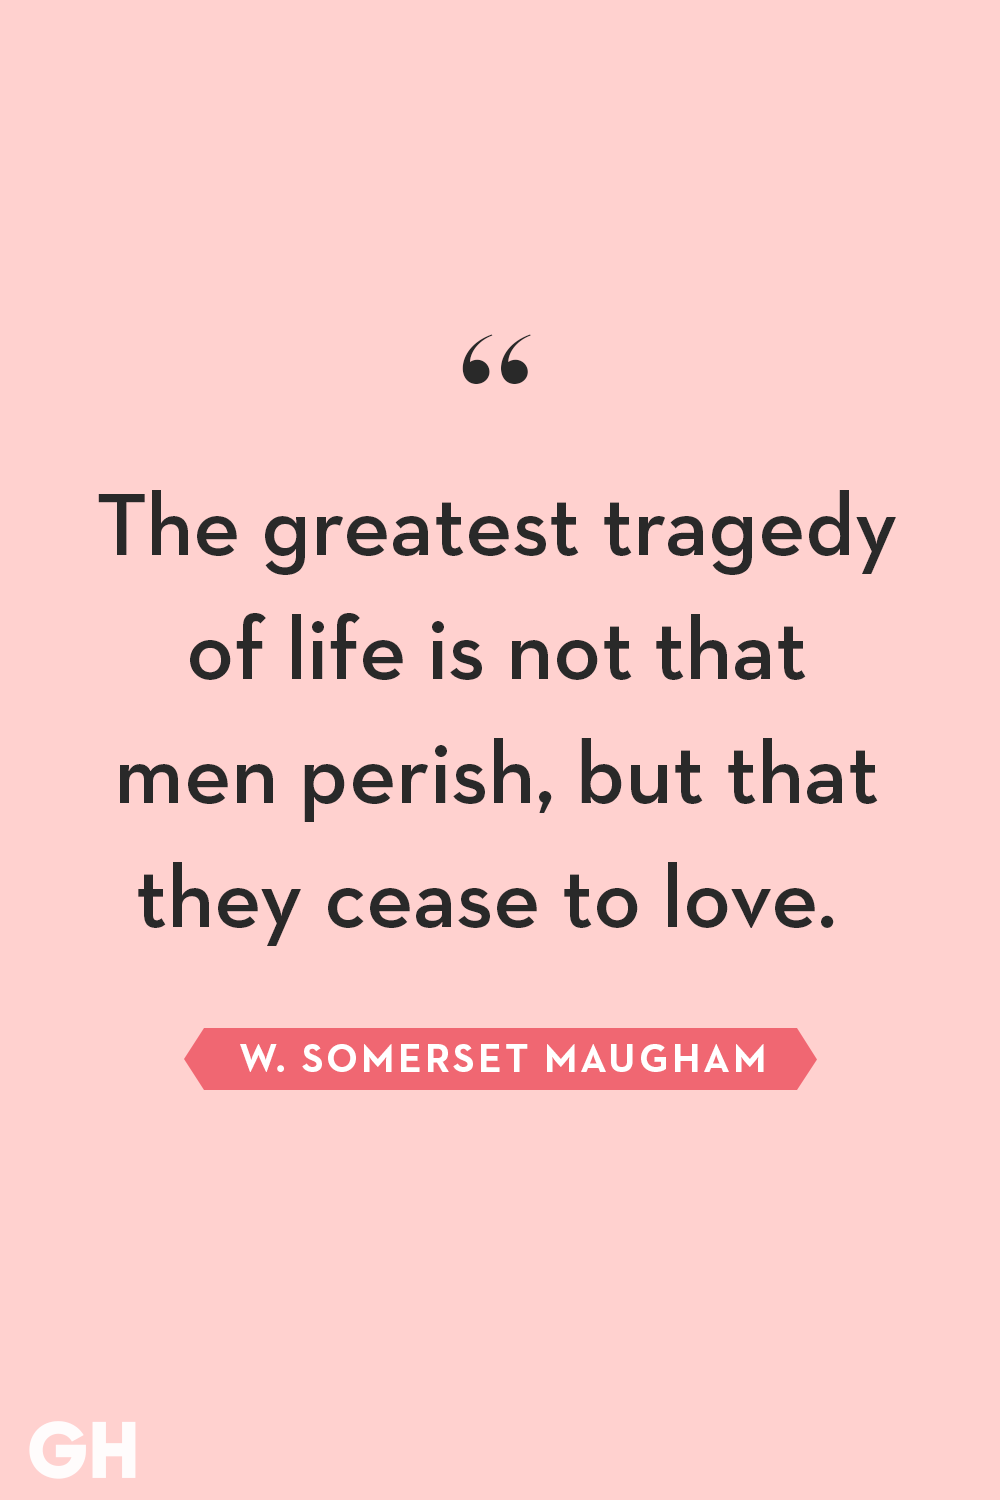 “
The greatest tragedy
of life is not that
men perish, but that
they cease to love.
W. SOMERSET MAUGHAM
GH